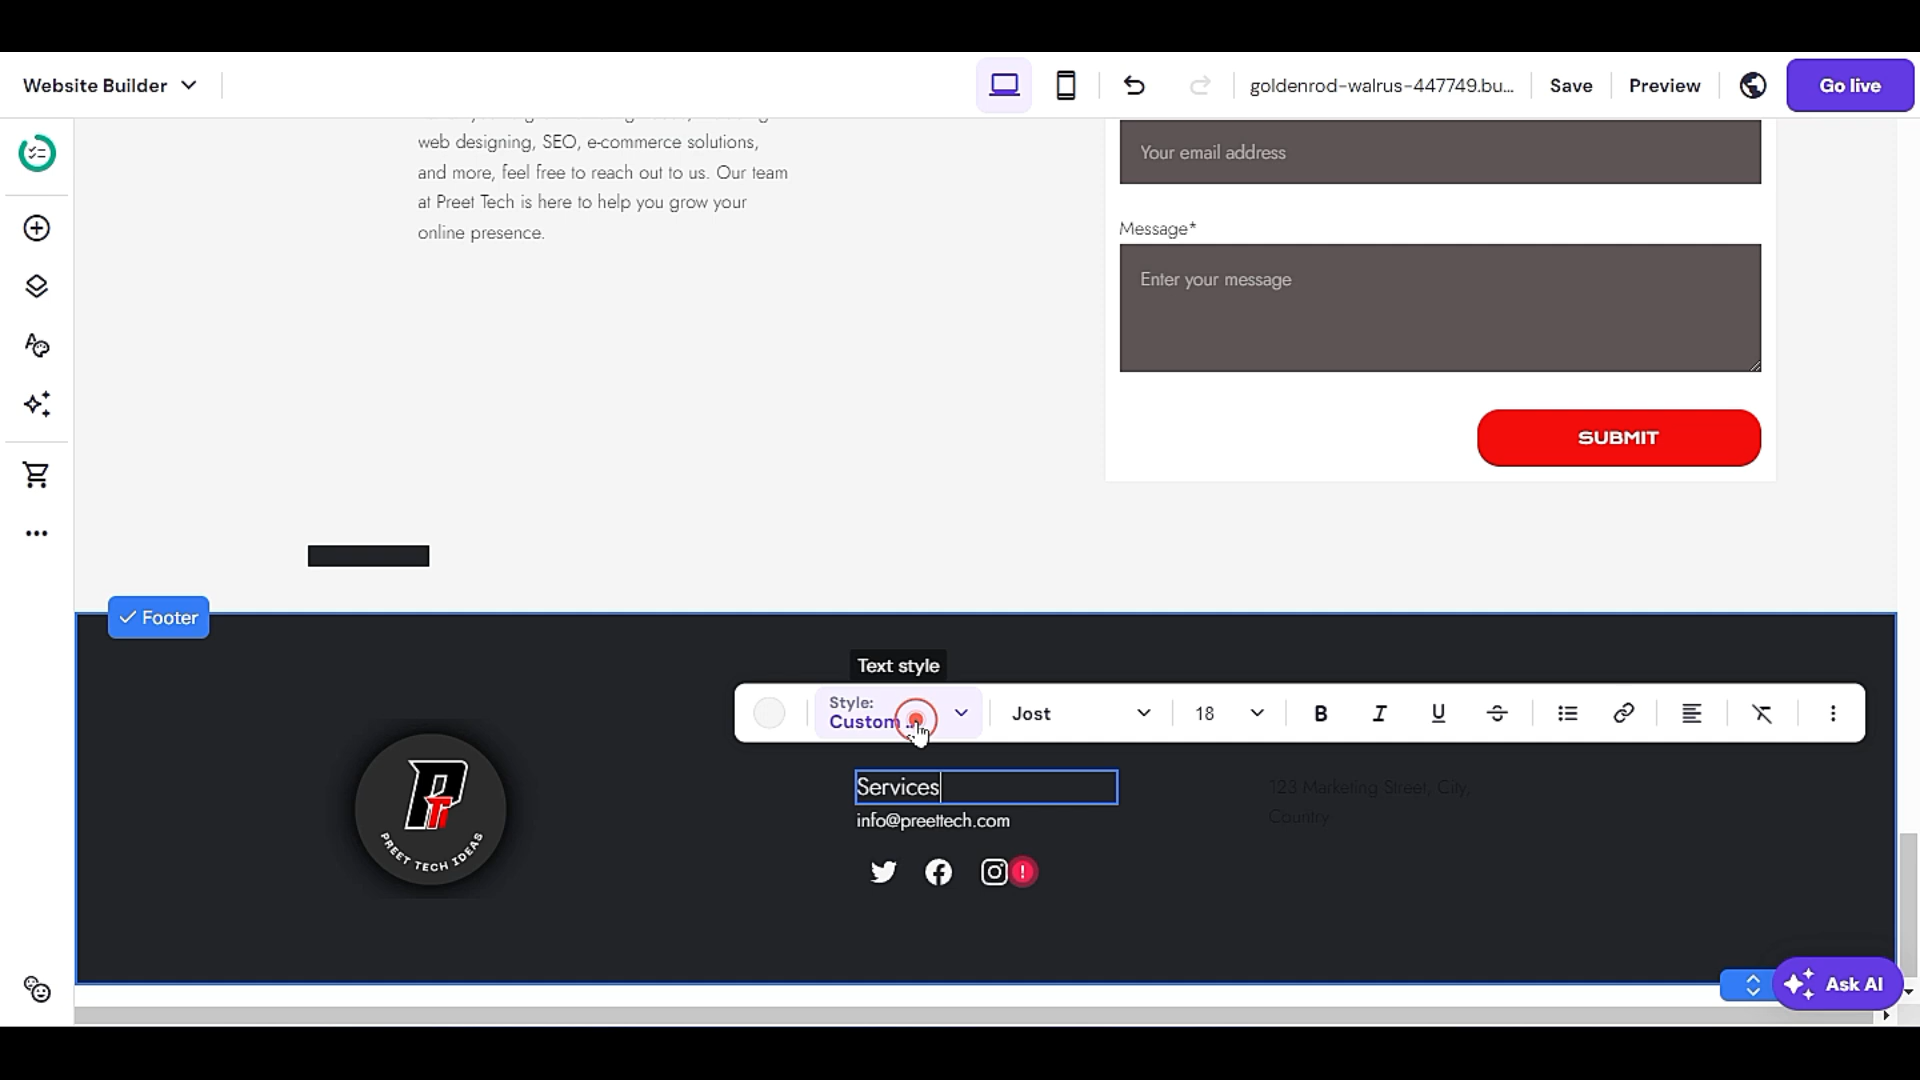 Website Builder
goldenrod-walrus-447749.bu...
Save
Preview
Go live
web designing, SEO, e-commerce solutions,
and more, feel free to reach out to us. Our team
at Preet Tech is here to help you grow your
online presence.
Your email address
Message*
Enter your message
SUBMIT
Footer
Text style
Style:
Custom
Jost
18
B
I
U
S
Services
info@preettech.com
123 Marketing Street, City,
Country
PREET TECH IDEAS
Ask AI